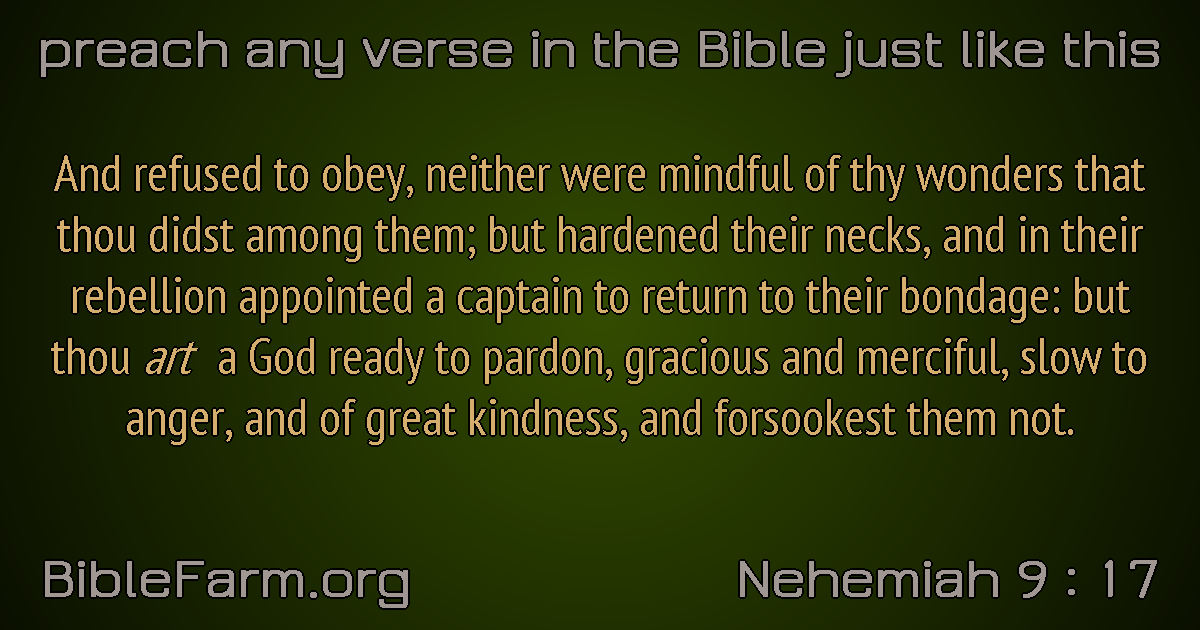 preach any verse in the Bible just like this
And refused to obey, neither were mindful of thy wonders that
thou didst among them; but hardened their necks, and in their
rebellion appointed a captain to return to their bondage: but
thou art a God ready to pardon, gracious and merciful, slow to
anger, and of great kindness, and forsookest them not.
BibleFarm.org
Nehemiah 9 : 17